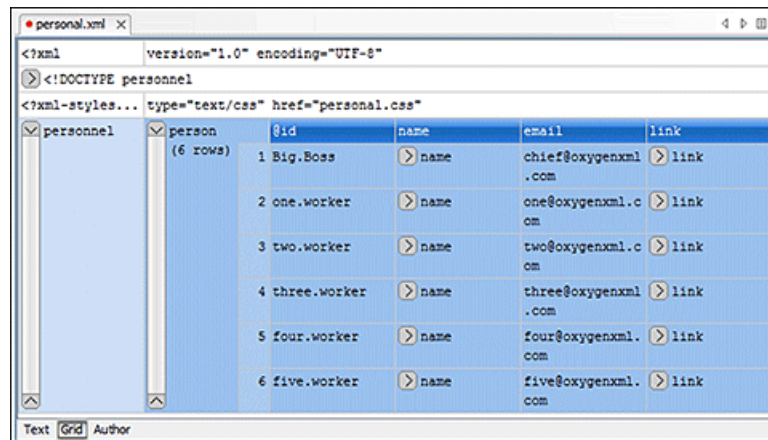 personal.xml
<?xml version="1.0" encoding="UTF-8"
<!DOCTYPE personnel
<?xml-styles... type="text/css" href="personal.css"
personnel person @id name email link
(6 rows)
1 Big.Boss name chief@oxygenxml
.com link
2 one.worker name one@oxygenxml.c
om link
3 two.worker name two@oxygenxml.c
om link
4 three.worker name three@oxygenxml
.com link
5 four.worker name four@oxygenxml.
com link
6 five.worker name five@oxygenxml.
com link
Text Grid Author